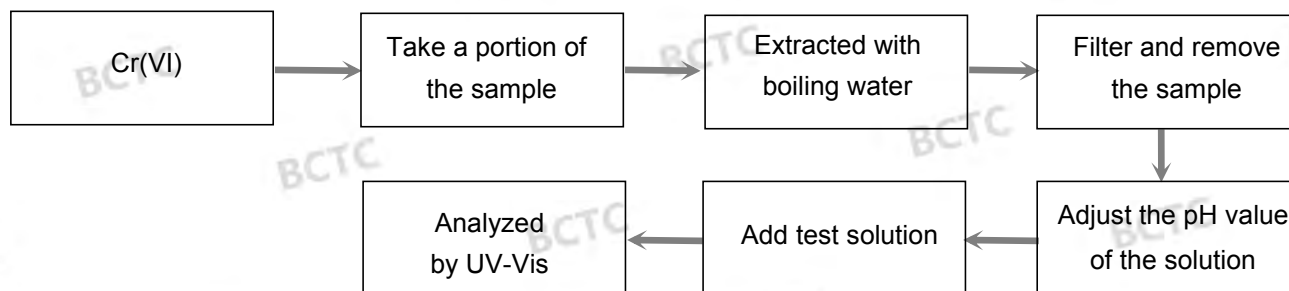 Cr(VI)
Take a portion of
the sample
Extracted with
boiling water
Filter and remove
the sample
Adjust the pH value
of the solution
Add test solution
Analyzed
by UV-Vis
BCTC
BCTC
BCTC
BCTC
BCTC
BCTC